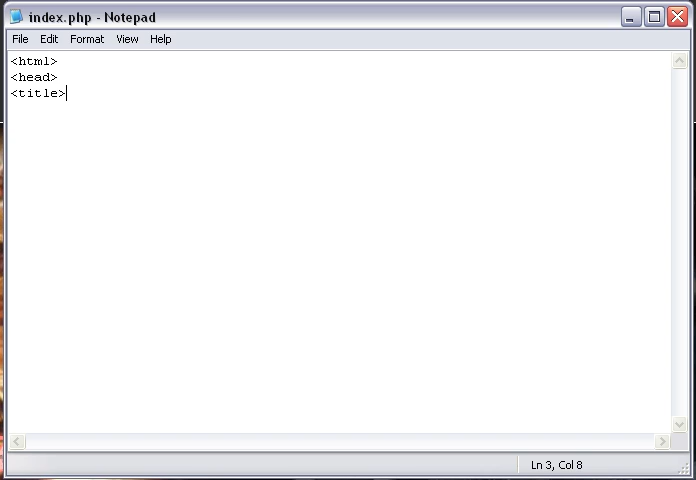 index.php - Notepad
File Edit Format View Help
<html>
<head>
<title>
Ln 3, Col 8